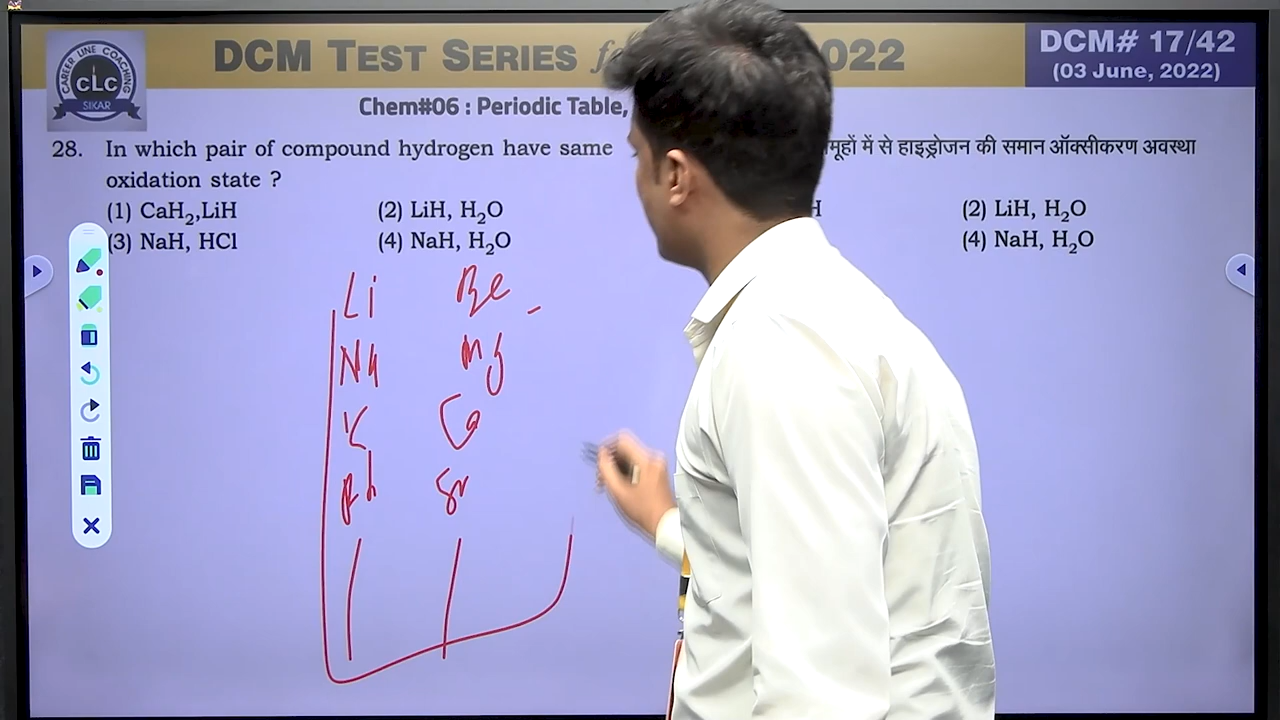 CAREER LINE COACHING
CLC
SIKAR
DCM TEST SERIES 2022
DCM# 17/42
(03 June, 2022)
Chem#06 : Periodic Table,
28. In which pair of compound hydrogen have same
oxidation state ?
(1) CaH2,LiH (2) LiH, H2O
(3) NaH, HCl (4) NaH, H2O
में से हाइड्रोजन की समान ऑक्सीकरण अवस्था
(2) LiH, H2O
(4) NaH, H2O
Li Be
Na Mg
K Ca
Rb Sr